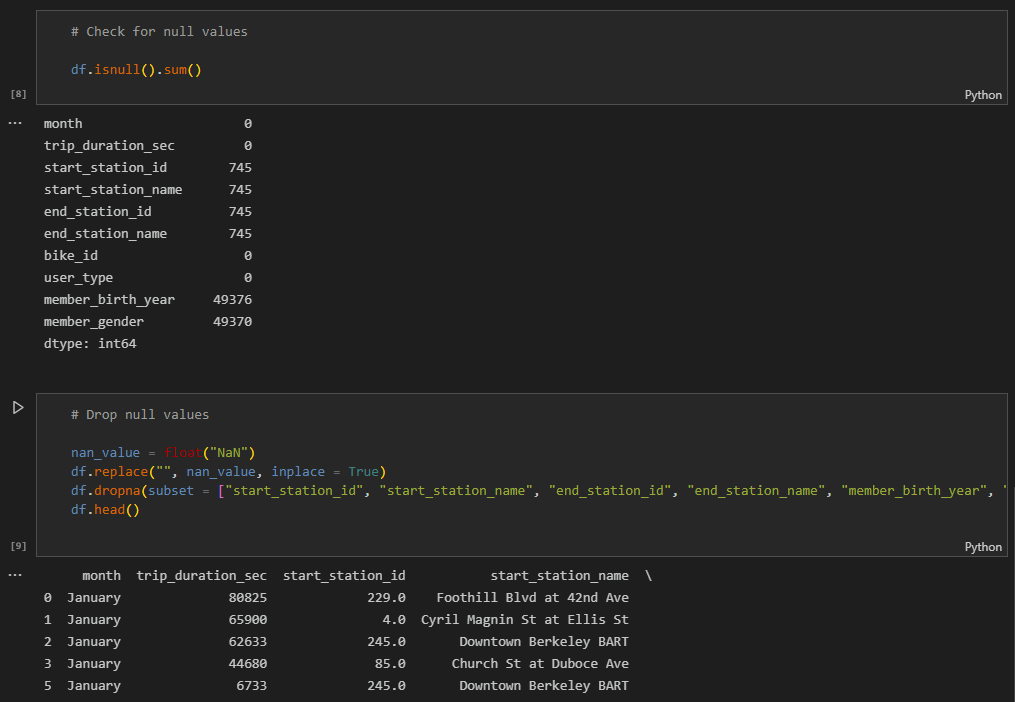 # Check for null values
df.isnull().sum()
[8]
Python
...
month 0
trip_duration_sec 0
start_station_id 745
start_station_name 745
end_station_id 745
end_station_name 745
bike_id 0
user_type 0
member_birth_year 49376
member_gender 49370
dtype: int64
# Drop null values
nan_value = float("NaN")
df.replace("", nan_value, inplace = True)
df.dropna(subset = ["start_station_id", "start_station_name", "end_station_id", "end_station_name", "member_birth_year", "
df.head()
[9]
Python
...
month trip_duration_sec start_station_id start_station_name \
0 January 80825 229.0 Foothill Blvd at 42nd Ave
1 January 65900 4.0 Cyril Magnin St at Ellis St
2 January 62633 245.0 Downtown Berkeley BART
3 January 44680 85.0 Church St at Duboce Ave
5 January 6733 245.0 Downtown Berkeley BART